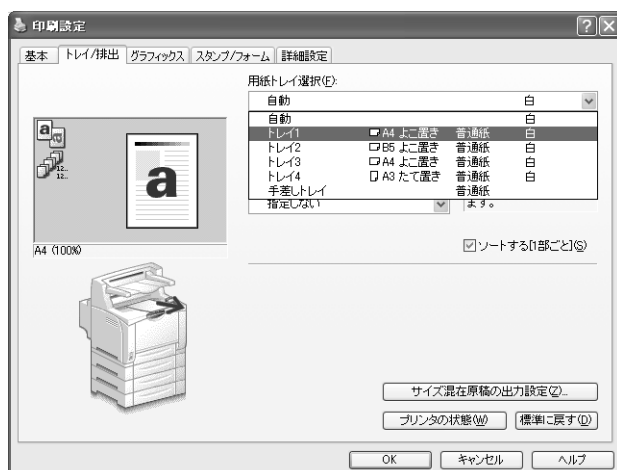 印刷設定
基本 トレイ/排出 グラフィックス スタンプ/フォーム 詳細設定
用紙トレイ選択(F):
自動 白
自動 白
トレイ1 A4 よこ置き 普通紙 白
トレイ2 B5 よこ置き 普通紙 白
トレイ3 A4 よこ置き 普通紙 白
トレイ4 A3 たて置き 普通紙 白
手差しトレイ 普通紙
指定しない ます。
a
12..
12..
a
A4 (100%)
ソートする[1部ごと](S)
サイズ混在原稿の出力設定(Z)...
プリンタの状態(W) 標準に戻す(D)
OK キャンセル ヘルプ